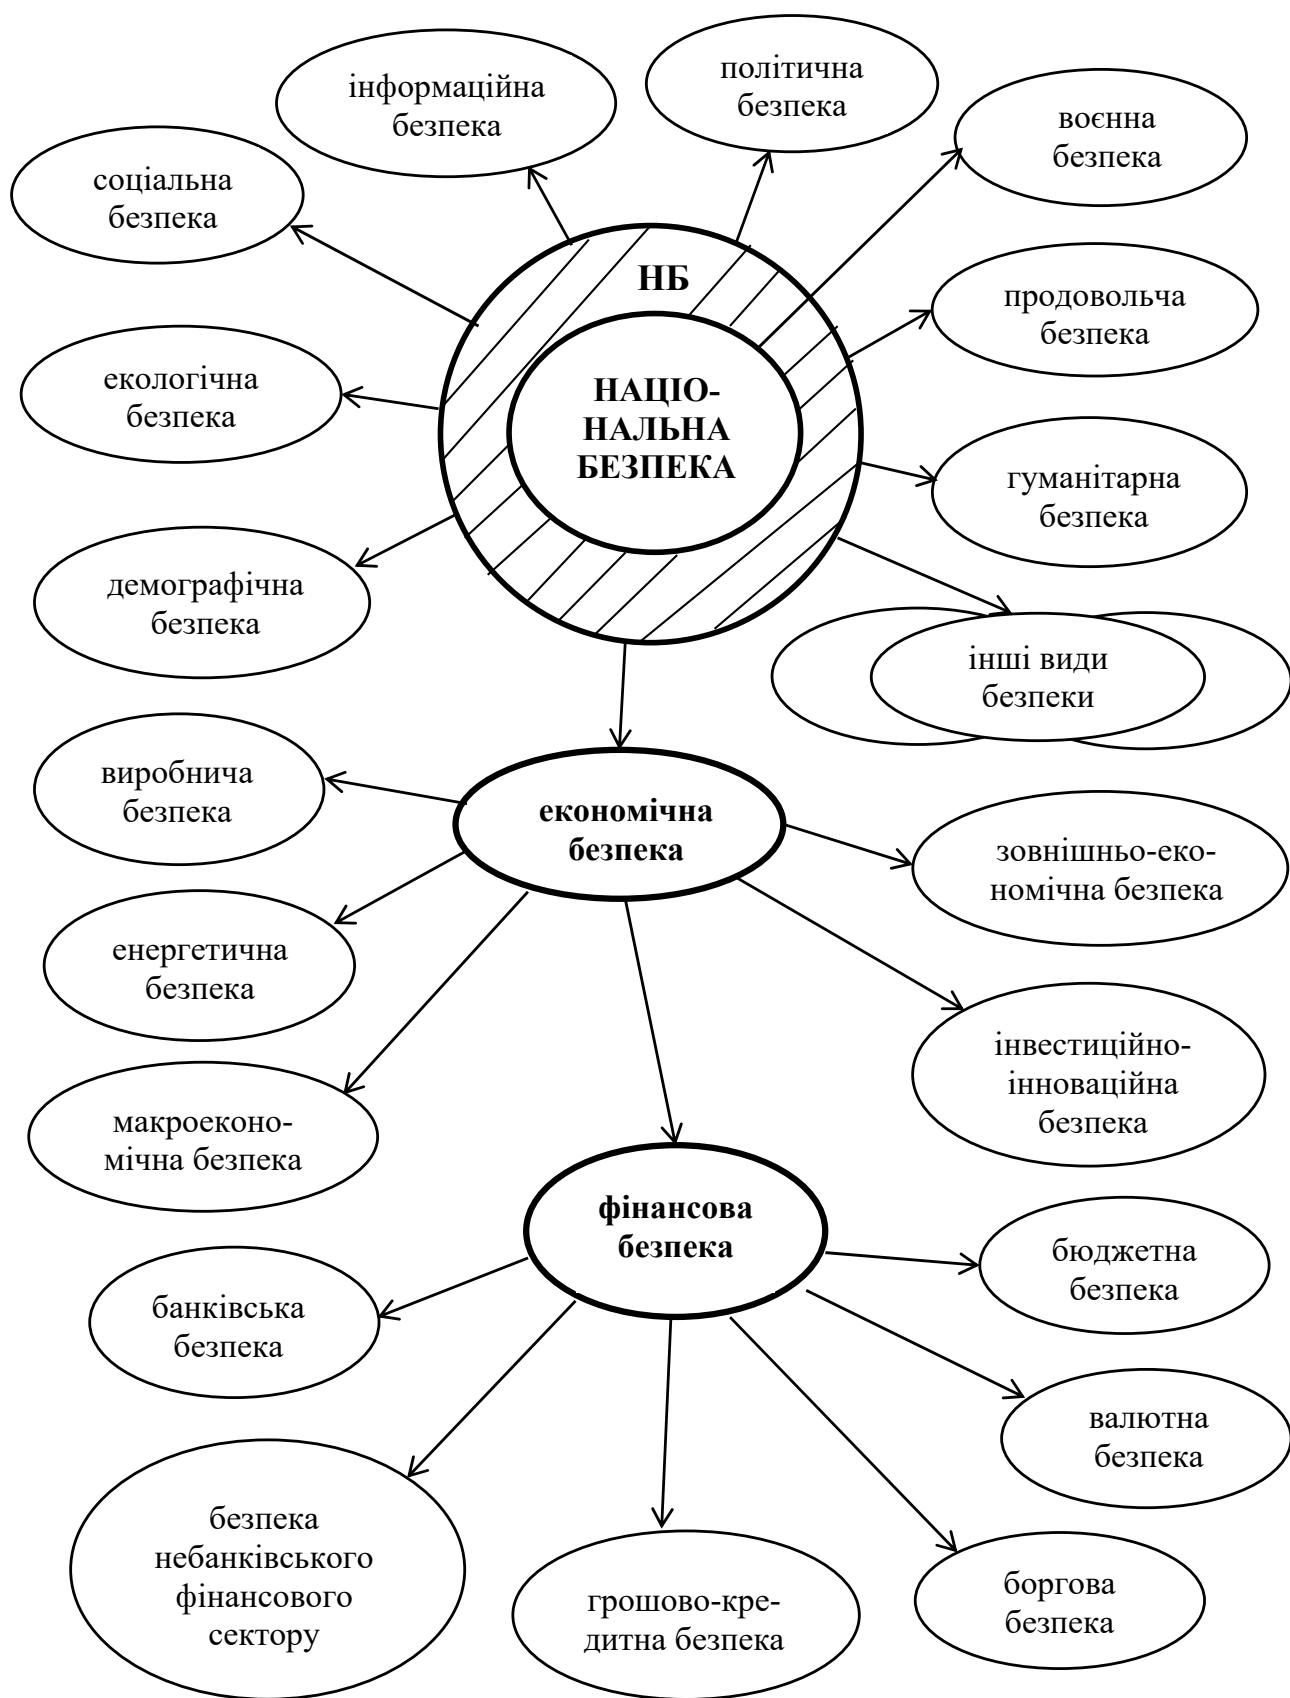 інформаційна
безпека
політична
безпека
воєнна
безпека
соціальна
безпека
НБ
продовольча
безпека
екологічна
безпека
НАЦІО-
НАЛЬНА
БЕЗПЕКА
гуманітарна
безпека
демографічна
безпека
інші види
безпеки
виробнича
безпека
економічна
безпека
зовнішньо-еко-
номічна безпека
енергетична
безпека
інвестиційно-
інноваційна
безпека
макроеконо-
мічна безпека
фінансова
безпека
бюджетна
безпека
банківська
безпека
валютна
безпека
безпека
небанківського
фінансового
сектору
грошово-кре-
дитна безпека
боргова
безпека